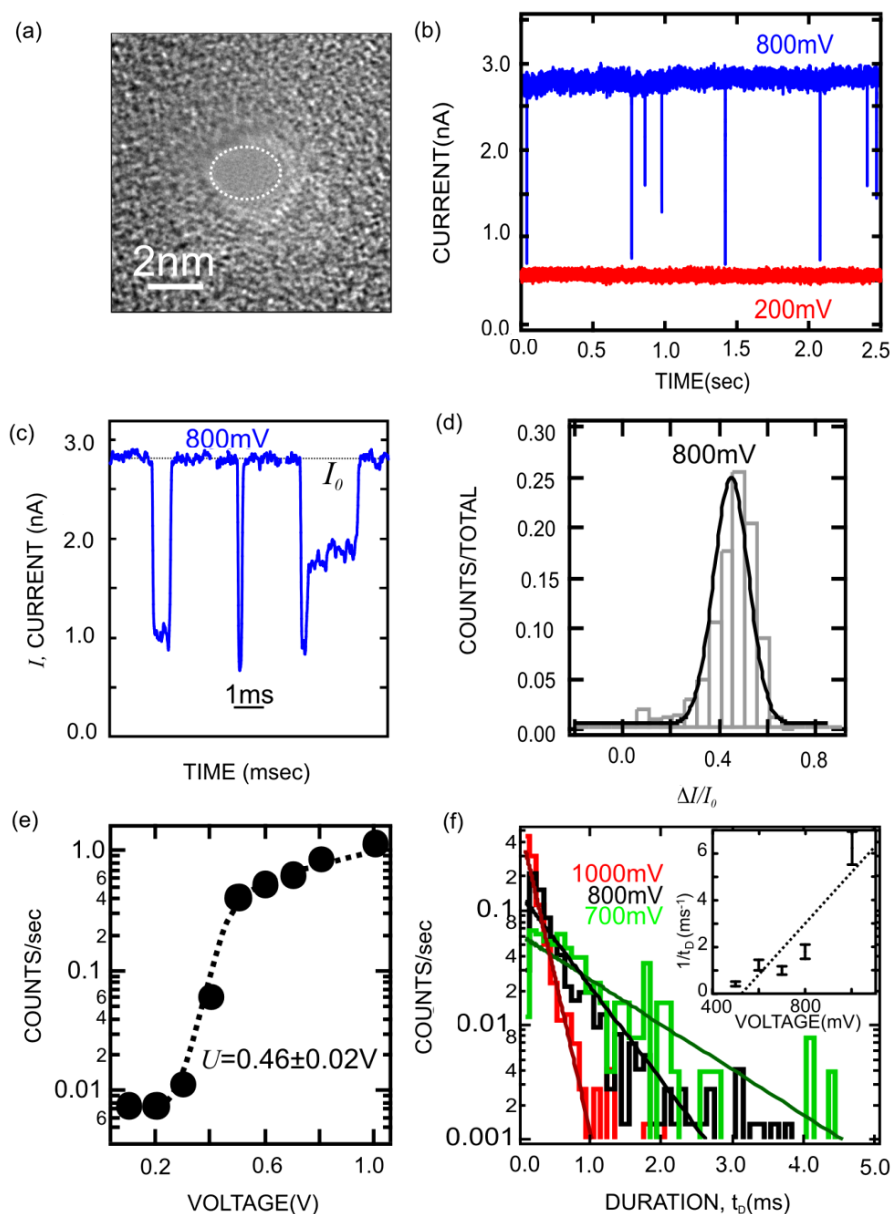 (a)
2nm
(b)
800mV
3.0
2.0
1.0
0.0
CURRENT(nA)
200mV
0.0 0.5 1.0 1.5 2.0 2.5
TIME(sec)
(c)
800mV
I₀
3.0
2.0
1.0
0.0
I, CURRENT (nA)
1ms
TIME (msec)
(d)
800mV
0.30
0.25
0.20
0.15
0.10
0.05
0.00
COUNTS/TOTAL
0.0 0.4 0.8
ΔI/I₀
(e)
1.0
6
4
2
0.1
6
4
2
0.01
6
COUNTS/sec
U=0.46±0.02V
0.2 0.6 1.0
VOLTAGE(V)
(f)
4
2
0.1
4
2
0.01
4
2
0.001
COUNTS/sec
1000mV
800mV
700mV
6
4
2
0
1/tD (ms⁻¹)
400 800
VOLTAGE(mV)
0.0 1.0 2.0 3.0 4.0 5.0
DURATION, tD(ms)